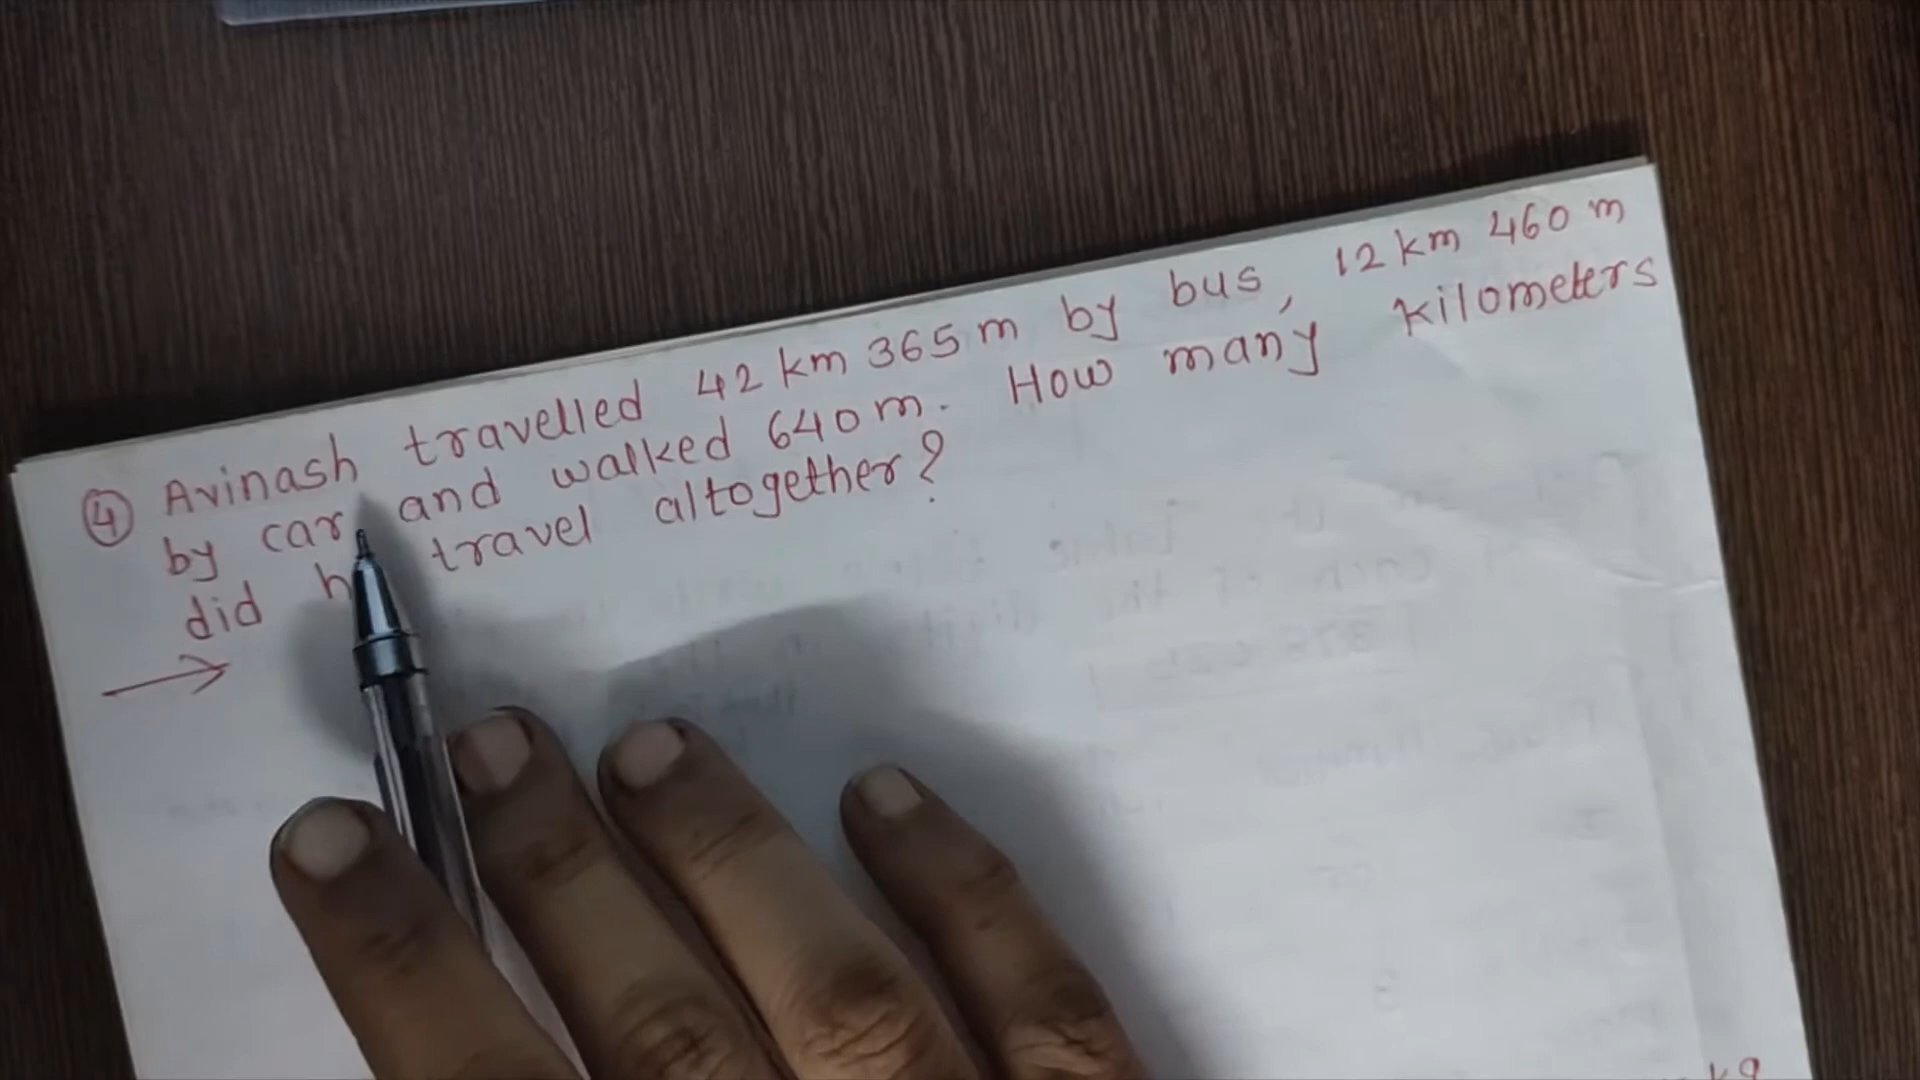 ④ Avinash travelled 42 km 365 m by bus, 12 km 460 m
by car and walked 640 m. How many kilometers
did travel altogether?
kg